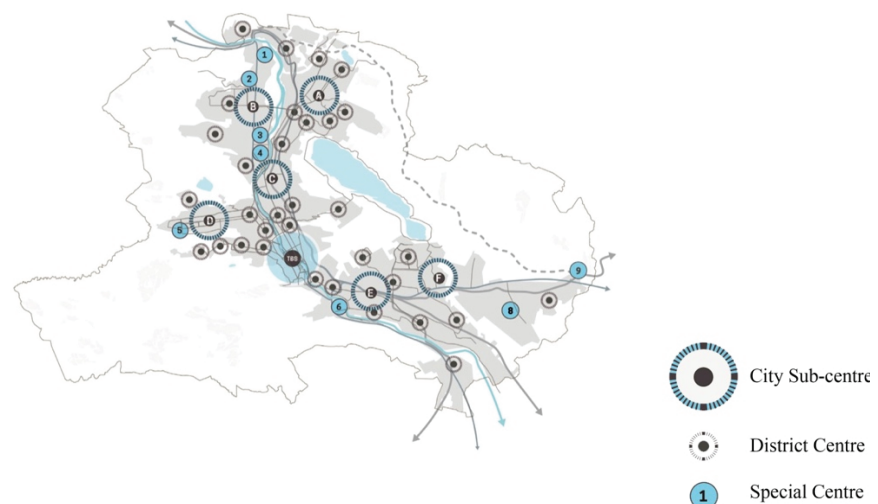 1
2
A
B
3
4
C
D
5
TBS
9
F
E
6
8
City Sub-centre
District Centre
1
Special Centre